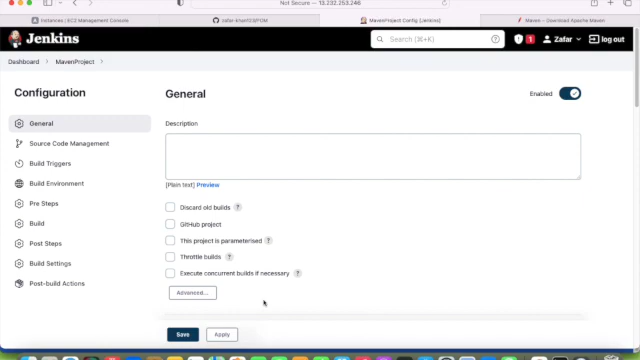 Not Secure — 13.232.253.246
Instances | EC2 Management Console
MavenProject Config [Jenkins]
Maven – Download Apache Maven
Jenkins
Search (⌘+K)
1
Zafar
log out
Dashboard
MavenProject
Configuration
General
Source Code Management
Build Triggers
Build Environment
Pre Steps
Build
Post Steps
Build Settings
Post-build Actions
General
Enabled
Description
[Plain text] Preview
Discard old builds ?
GitHub project
This project is parameterised ?
Throttle builds ?
Execute concurrent builds if necessary ?
Advanced...
Save
Apply